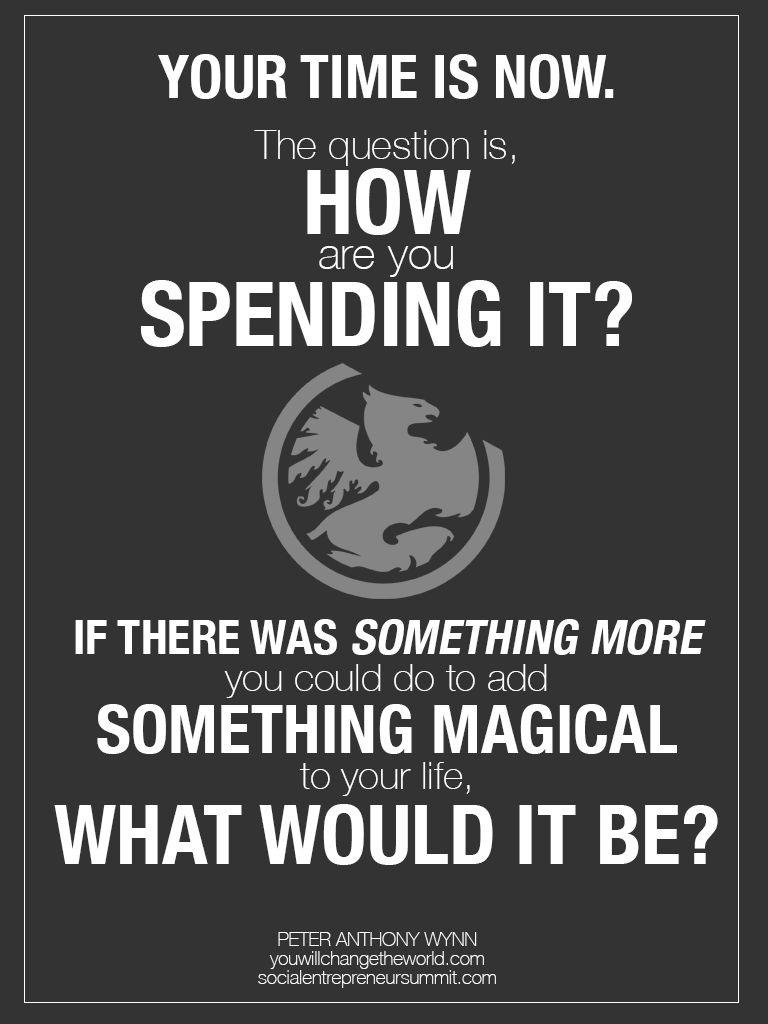 YOUR TIME IS NOW.
The question is,
HOW
are you
SPENDING IT?
IF THERE WAS SOMETHING MORE
you could do to add
SOMETHING MAGICAL
to your life,
WHAT WOULD IT BE?
PETER ANTHONY WYNN
youwillchangetheworld.com
socialentrepreneursummit.com